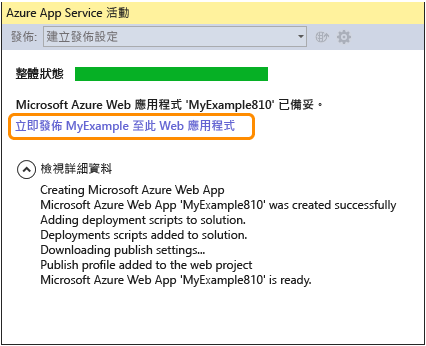 Azure App Service 活動
發佈: 建立發佈設定
整體狀態
Microsoft Azure Web 應用程式 'MyExample810' 已備妥。
立即發佈 MyExample 至此 Web 應用程式
檢視詳細資料
Creating Microsoft Azure Web App
Microsoft Azure Web App 'MyExample810' was created successfully
Adding deployment scripts to solution.
Deployments scripts added to solution.
Downloading publish settings...
Publish profile added to the web project
Microsoft Azure Web App 'MyExample810' is ready.